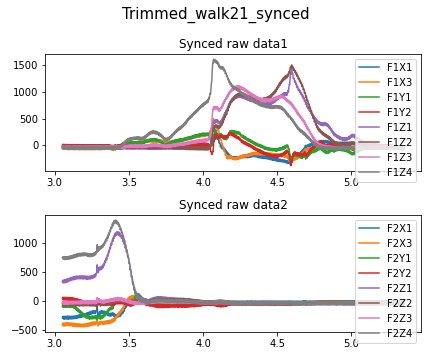 Trimmed_walk21_synced
Synced raw data1
1500
1000
500
0
3.0 3.5 4.0 4.5 5.0
F1X1
F1X3
F1Y1
F1Y2
F1Z1
F1Z2
F1Z3
F1Z4
Synced raw data2
1000
500
0
−500
3.0 3.5 4.0 4.5 5.0
F2X1
F2X3
F2Y1
F2Y2
F2Z1
F2Z2
F2Z3
F2Z4